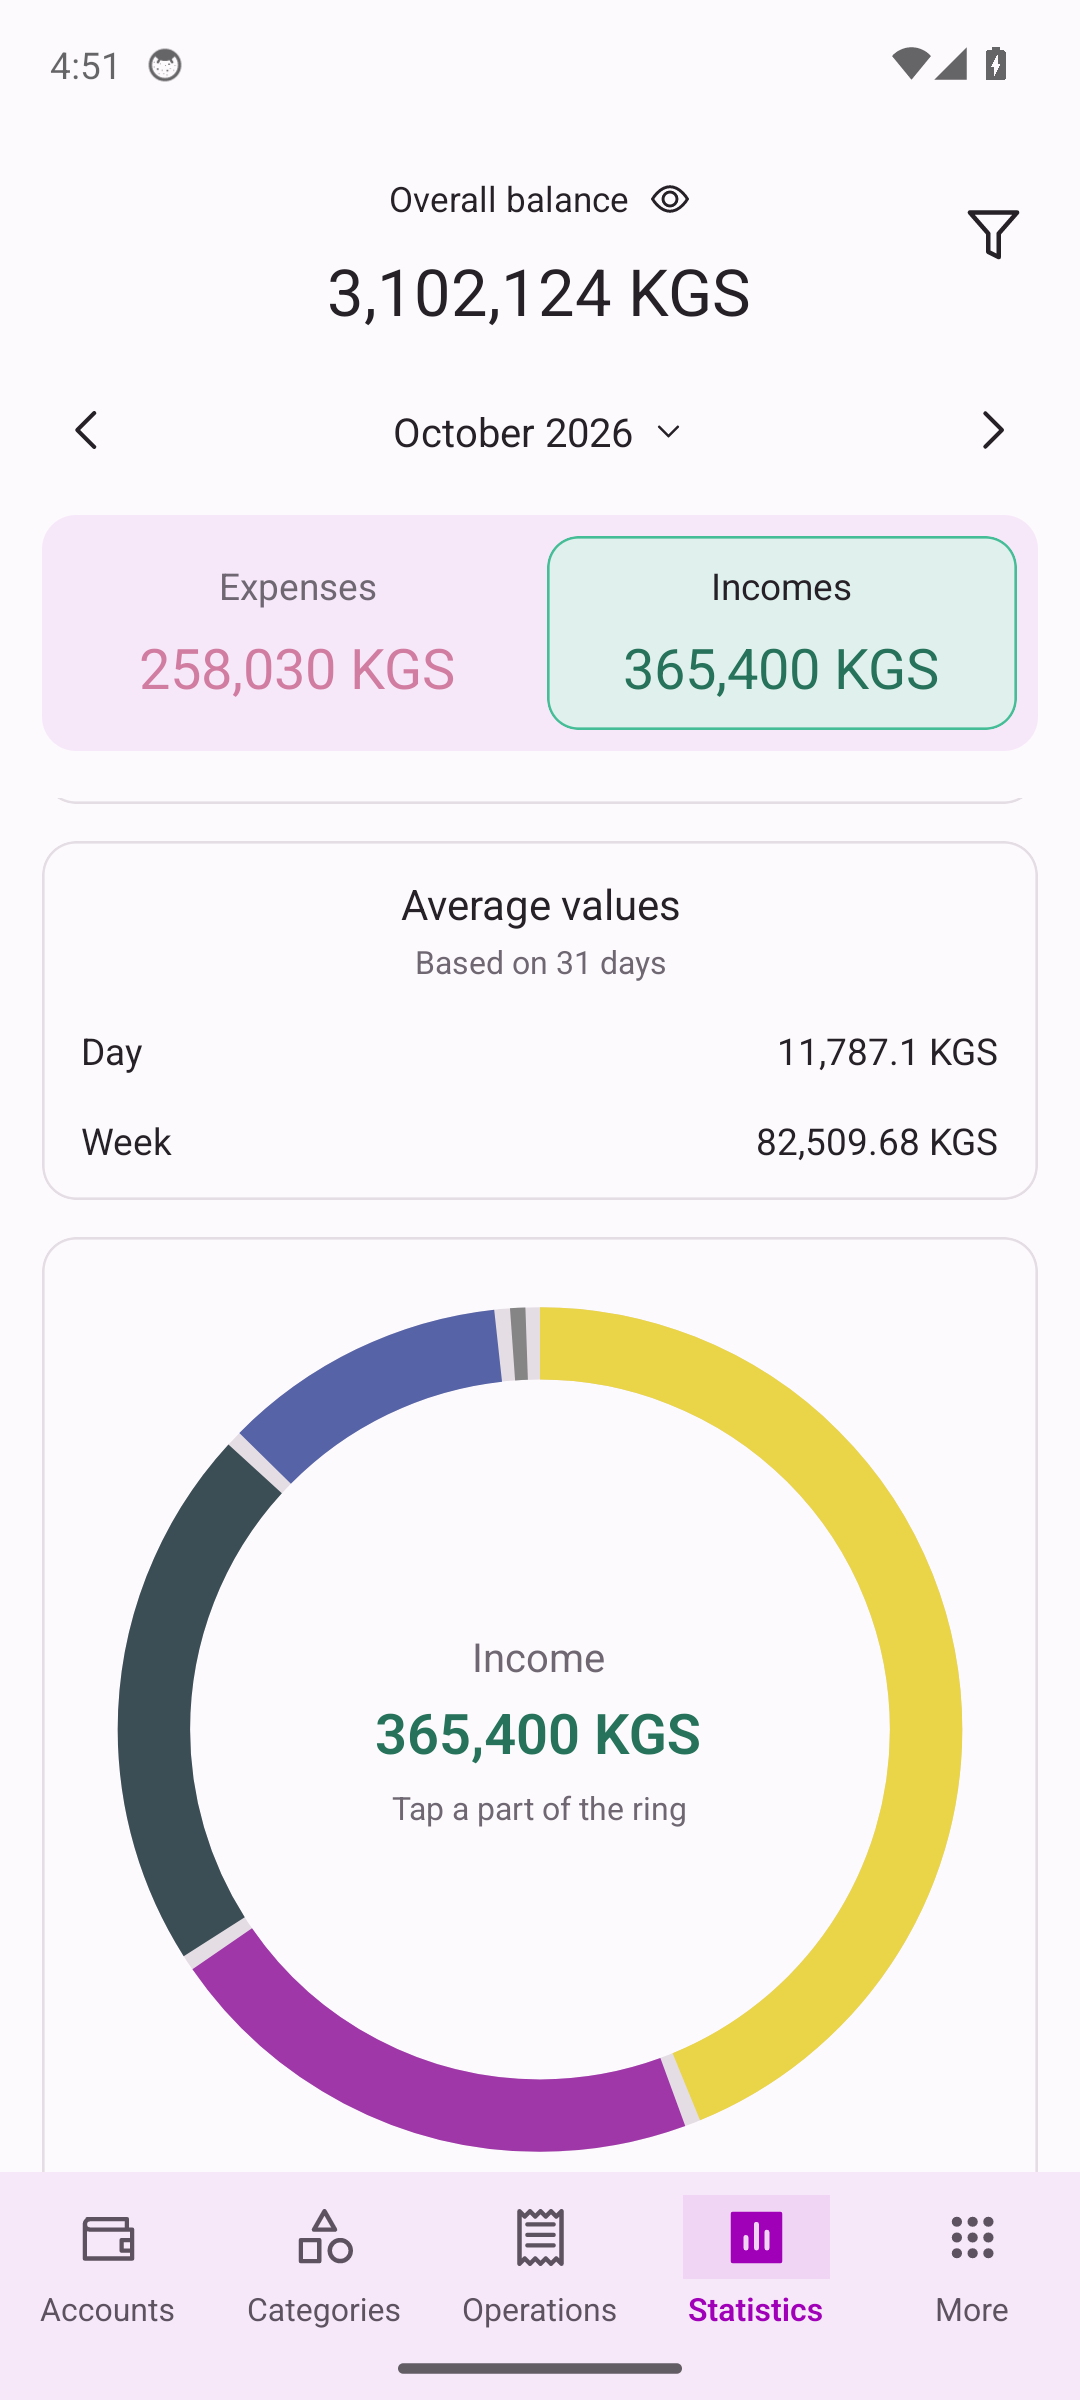 4:51
Overall balance
3,102,124 KGS
October 2026
Expenses
258,030 KGS
Incomes
365,400 KGS
Average values
Based on 31 days
Day
11,787.1 KGS
Week
82,509.68 KGS
Income
365,400 KGS
Tap a part of the ring
Accounts
Categories
Operations
Statistics
More